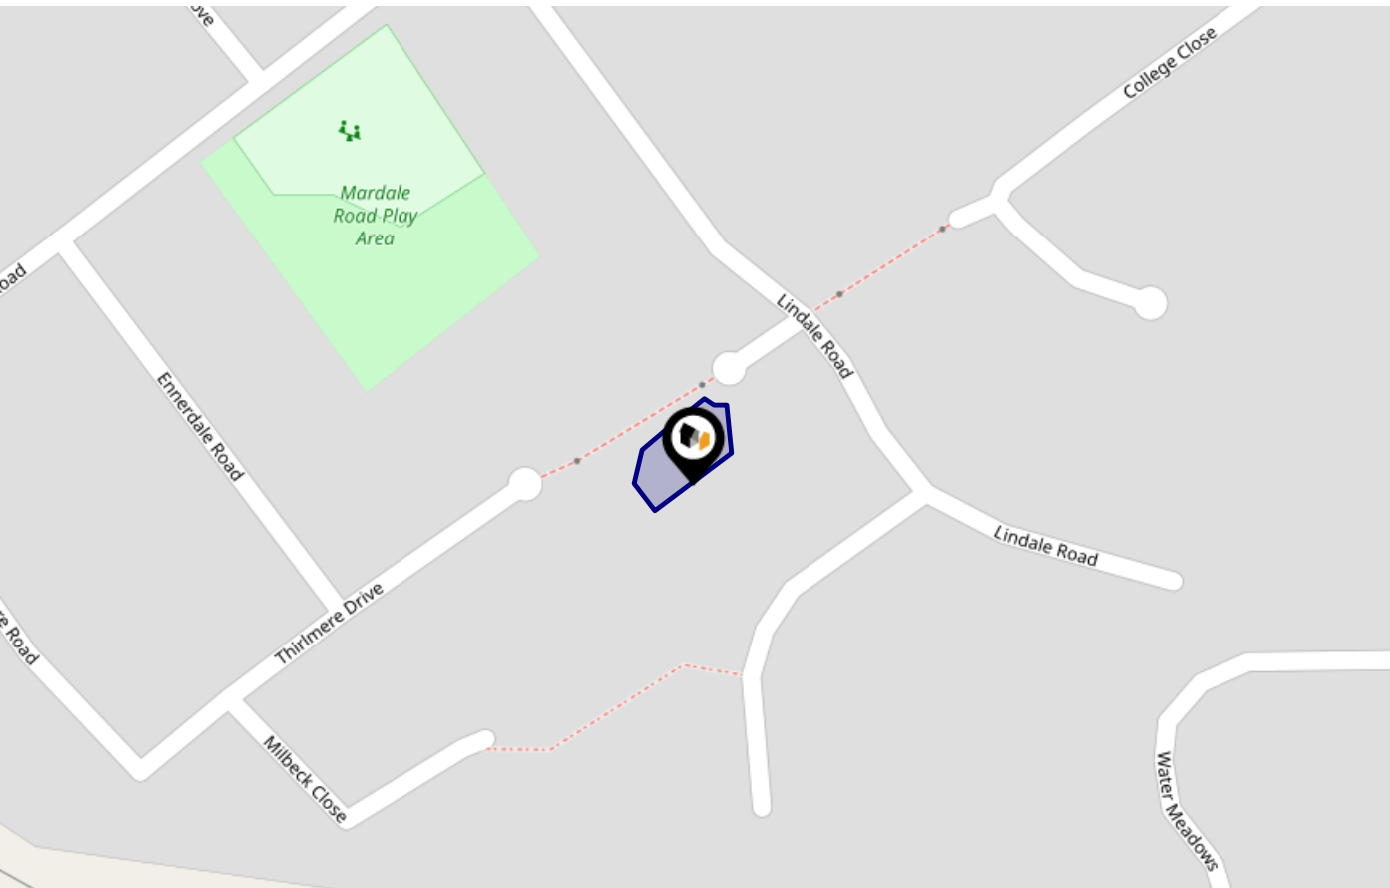 College Close
Mardale
Road Play
Area
Lindale Road
Ennerdale Road
Lindale Road
Thirlmere Drive
Milbeck Close
Water Meadows